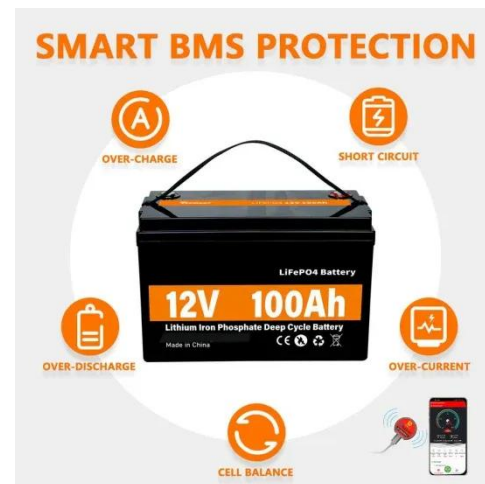 SMART BMS PROTECTION
OVER-CHARGE
SHORT CIRCUIT
LiFePO4 Battery
12V 100Ah
Lithium Iron Phosphate Deep Cycle Battery
Made in China
CE
OVER-DISCHARGE
OVER-CURRENT
CELL BALANCE